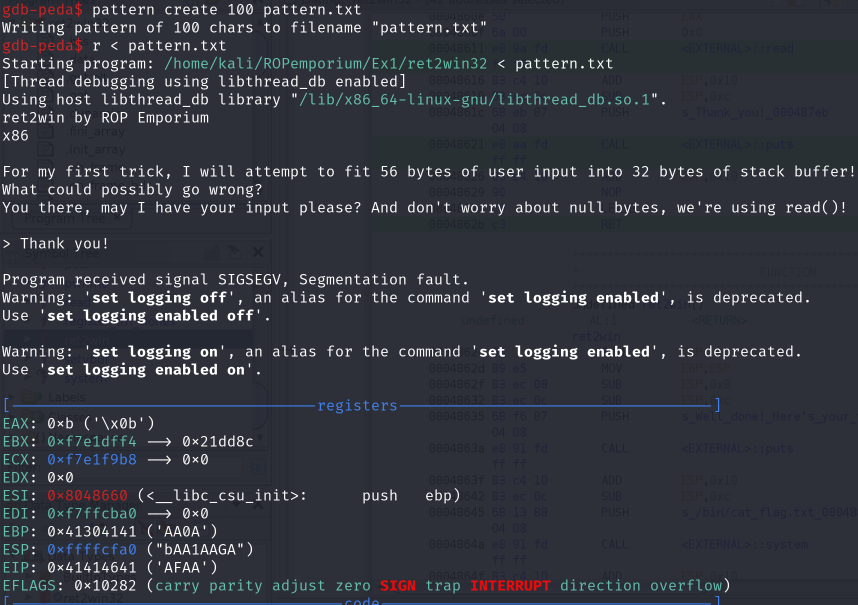 gdb-peda$ pattern create 100 pattern.txt
Writing pattern of 100 chars to filename "pattern.txt"
gdb-peda$ r < pattern.txt
Starting program: /home/kali/ROPemporium/Ex1/ret2win32 < pattern.txt
[Thread debugging using libthread_db enabled]
Using host libthread_db library "/lib/x86_64-linux-gnu/libthread_db.so.1".
ret2win by ROP Emporium
x86
For my first trick, I will attempt to fit 56 bytes of user input into 32 bytes of stack buffer!
What could possibly go wrong?
You there, may I have your input please? And don't worry about null bytes, we're using read()!
> Thank you!
Program received signal SIGSEGV, Segmentation fault.
Warning: 'set logging off', an alias for the command 'set logging enabled', is deprecated.
Use 'set logging enabled off'.
Warning: 'set logging on', an alias for the command 'set logging enabled', is deprecated.
Use 'set logging enabled on'.
[----------------------------------registers-----------------------------------]
EAX: 0xb ('\x0b')
EBX: 0xf7e1dff4 --> 0x21dd8c
ECX: 0xf7e1f9b8 --> 0x0
EDX: 0x0
ESI: 0x8048660 (<__libc_csu_init>: push ebp)
EDI: 0xf7ffcba0 --> 0x0
EBP: 0x41304141 ('AA0A')
ESP: 0xffffcfa0 ("bAA1AAGA")
EIP: 0x41414641 ('AFAA')
EFLAGS: 0x10282 (carry parity adjust zero SIGN trap INTERRUPT direction overflow)